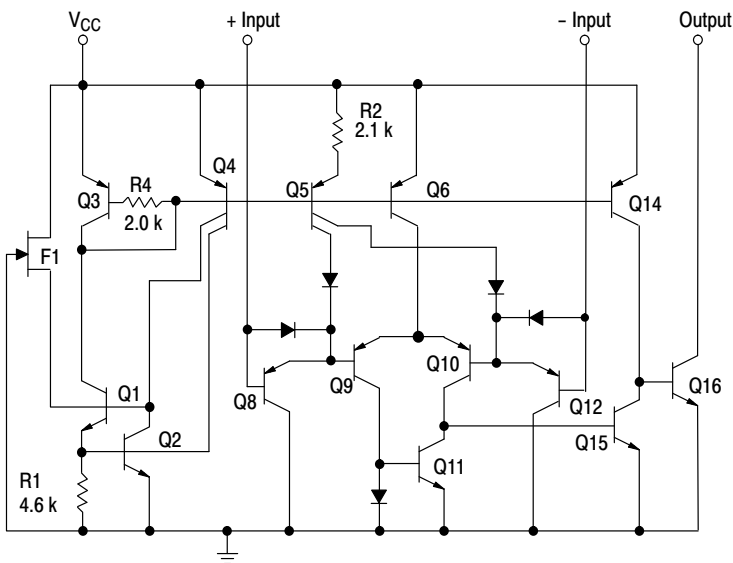 VCC
+ Input
– Input
Output
R2
2.1 k
Q4
Q3
R4
2.0 k
Q5
Q6
Q14
F1
Q1
Q8
Q9
Q10
Q12
Q16
Q2
Q15
Q11
R1
4.6 k